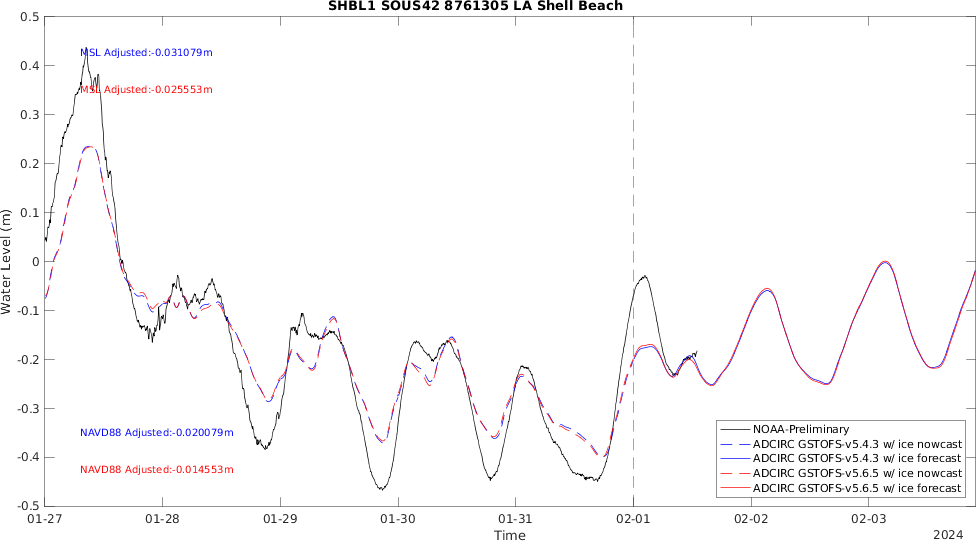 SHBL1 SOUS42 8761305 LA Shell Beach
0.5
0.4
0.3
0.2
0.1
0
-0.1
-0.2
-0.3
-0.4
-0.5
Water Level (m)
MSL Adjusted:-0.031079m
MSL Adjusted:-0.025553m
NAVD88 Adjusted:-0.020079m
NAVD88 Adjusted:-0.014553m
NOAA-Preliminary
ADCIRC GSTOFS-v5.4.3 w/ ice nowcast
ADCIRC GSTOFS-v5.4.3 w/ ice forecast
ADCIRC GSTOFS-v5.6.5 w/ ice nowcast
ADCIRC GSTOFS-v5.6.5 w/ ice forecast
01-27 01-28 01-29 01-30 01-31 02-01 02-02 02-03
Time
2024